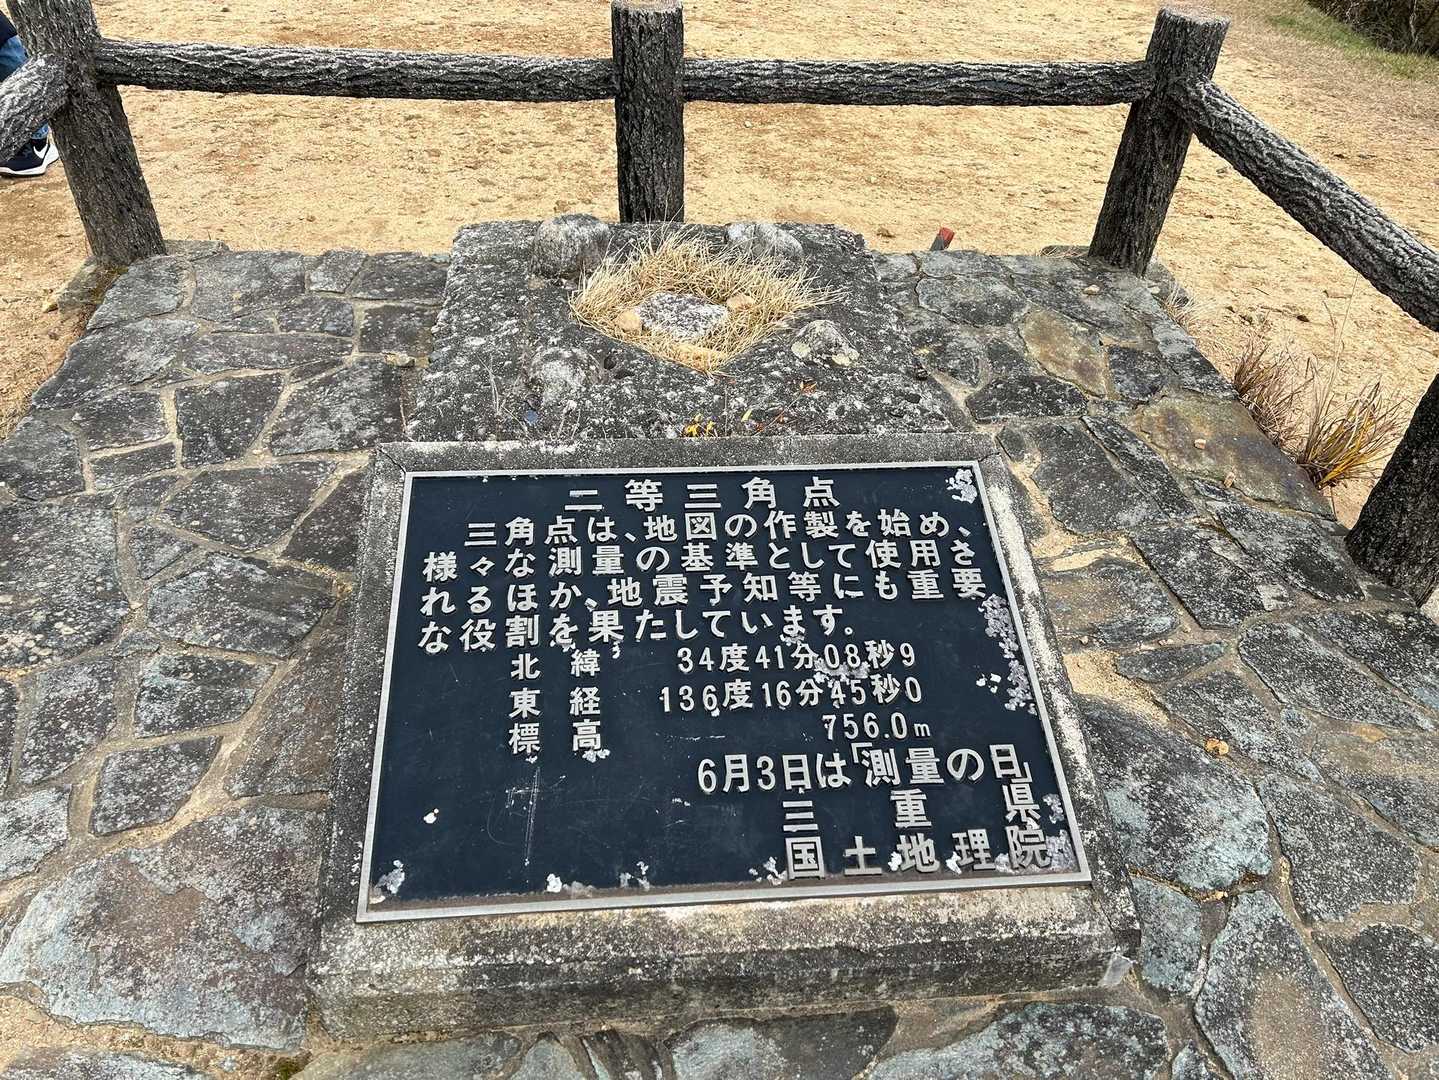 二等三角点
三角点は、地図の作製を始め、
様々な測量の基準として使用さ
れるほか、地震予知等にも重要
な役割を果たしています。
北緯 34度41分08秒9
東経 136度16分45秒0
標高 756.0m
6月3日は「測量の日」
三重県
国土地理院